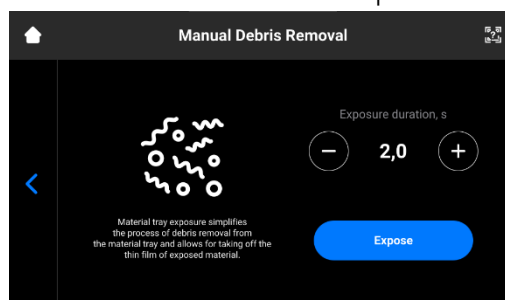 Manual Debris Removal
?
Exposure duration, s
− 2,0 +
Material tray exposure simplifies
the process of debris removal from
the material tray and allows for taking off the
thin film of exposed material.
Expose